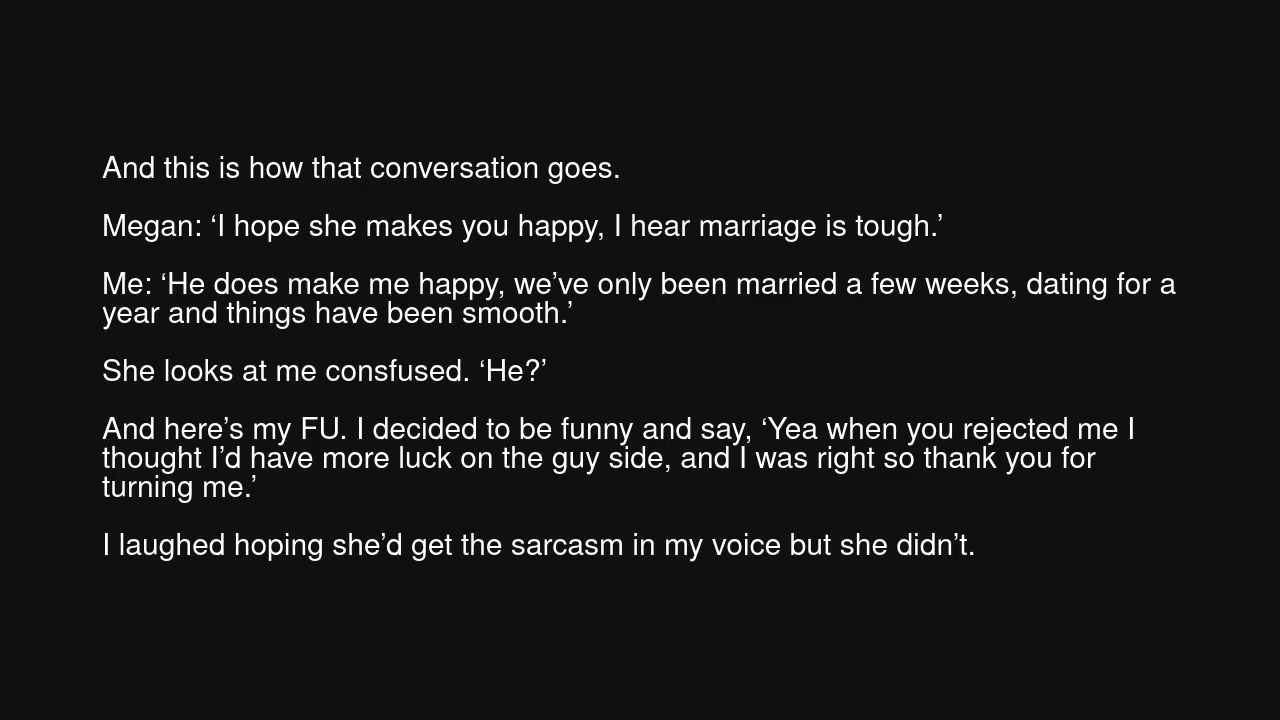 And this is how that conversation goes.
Megan: ‘I hope she makes you happy, I hear marriage is tough.’
Me: ‘He does make me happy, we’ve only been married a few weeks, dating for a
year and things have been smooth.’
She looks at me consfused. ‘He?’
And here’s my FU. I decided to be funny and say, ‘Yea when you rejected me I
thought I’d have more luck on the guy side, and I was right so thank you for
turning me.’
I laughed hoping she’d get the sarcasm in my voice but she didn’t.